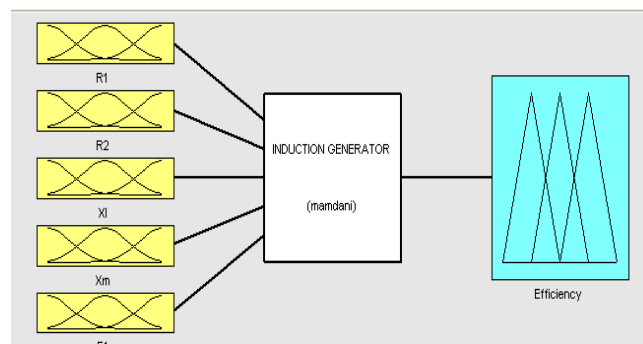 R1
R2
Xl
Xm
INDUCTION GENERATOR
(mamdani)
Efficiency